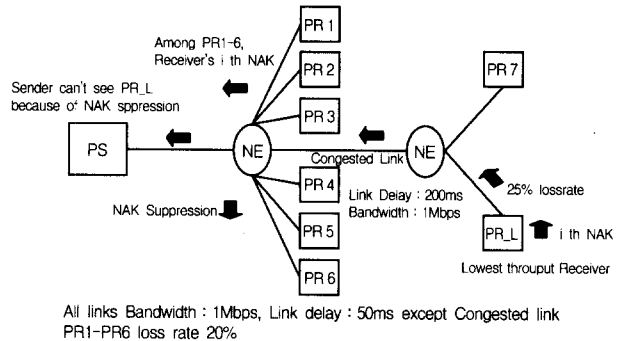 PR 1
Among PR1-6,
Receiver's i th NAK
PR 2
PR 7
Sender can't see PR_L
because of NAK sppression
PR 3
PS
NE
Congested Link
NE
PR 4
Link Delay : 200ms
Bandwidth : 1Mbps
25% lossrate
NAK Suppression
PR 5
PR_L
i th NAK
Lowest throuput Receiver
PR 6
All links Bandwidth : 1Mbps, Link delay : 50ms except Congested link
PR1-PR6 loss rate 20%